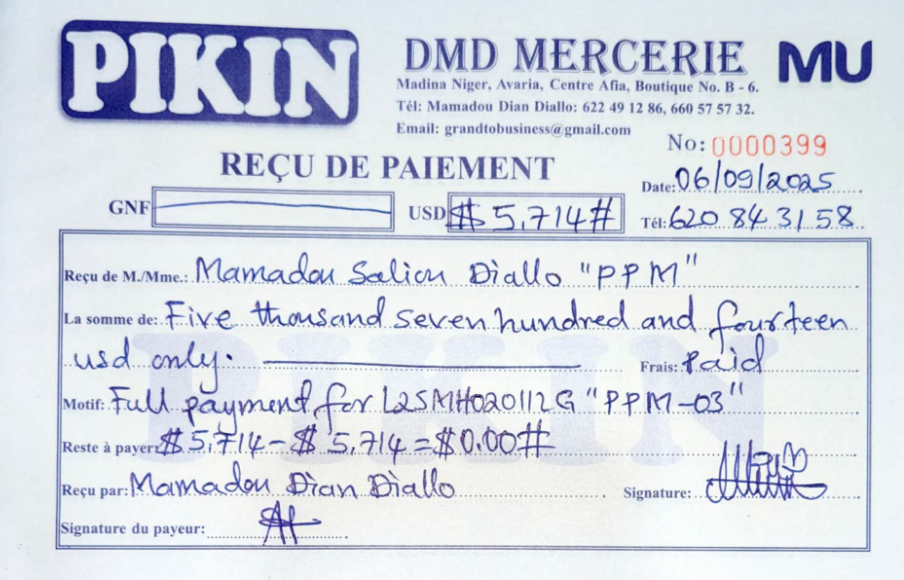 PIKIN
DMD MERCERIE
MU
Madina Niger, Avaria, Centre Afia, Boutique No. B - 6.
Tél: Mamadou Dian Diallo: 622 49 12 86, 660 57 57 32.
Email: grandtobusiness@gmail.com
No: 0000399
REÇU DE PAIEMENT
Date: 06/09/2025
GNF
USD $ 5,714#
Tél: 620 84 31 58
Reçu de M./Mme.: Mamadou Saliou Diallo "PPM"
La somme de: Five thousand seven hundred and fourteen
usd only.
Frais: Paid
Motif: Full payment for L2SMH020112G "PPM-03"
Reste à payer: $5,714 - $ 5,714 = $0.00#
Reçu par: Mamadou Dian Diallo
Signature:
Signature du payeur:
PIKIN